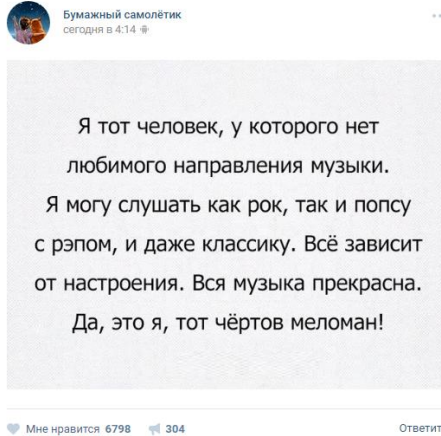 Бумажный самолётик
сегодня в 4:14
Я тот человек, у которого нет
любимого направления музыки.
Я могу слушать как рок, так и попсу
с рэпом, и даже классику. Всё зависит
от настроения. Вся музыка прекрасна.
Да, это я, тот чёртов меломан!
Мне нравится 6798 304 Ответит